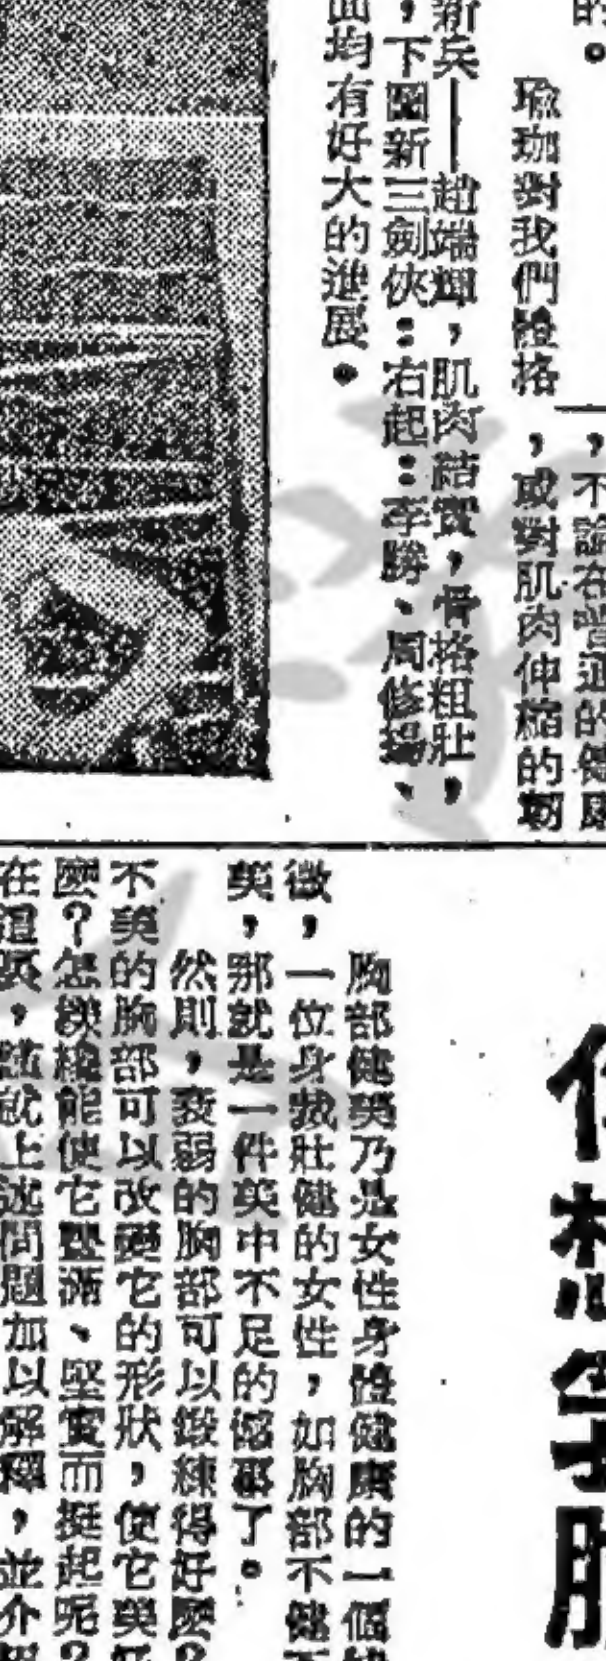 的。
瑜珈對我們體格
，不論在普通的健康
，或對肌肉伸縮的
新兵——趙端輝，肌肉結實，骨格粗壯，
，下圖新三劍俠：右起：李勝、周修揚、
面均有好大的進展。
你想
胸部健美乃是女性身體健康的一個
徵，一位身裁壯健的女性，如胸部不健
美，那就是一件美中不足的憾事了。
然則，衰弱的胸部可以鍛練得好麼？
不美的胸部可以改變它的形狀，使它美
麼？怎樣纔能使它豐滿、堅實而挺起呢？
在這裏，就上述問題加以解釋，並介